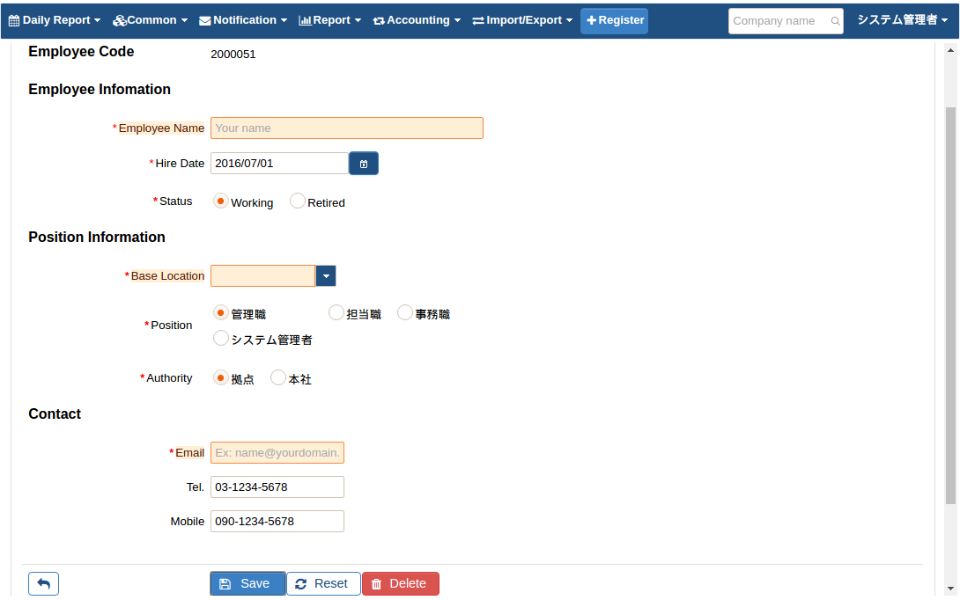 Daily Report Common Notification Report Accounting Import/Export Register Company name システム管理者
Employee Code 2000051
Employee Infomation
*Employee Name Your name
*Hire Date 2016/07/01
*Status Working Retired
Position Information
*Base Location
*Position 管理職 担当職 事務職
システム管理者
*Authority 拠点 本社
Contact
*Email Ex: name@yourdomain.
Tel. 03-1234-5678
Mobile 090-1234-5678
Save Reset Delete